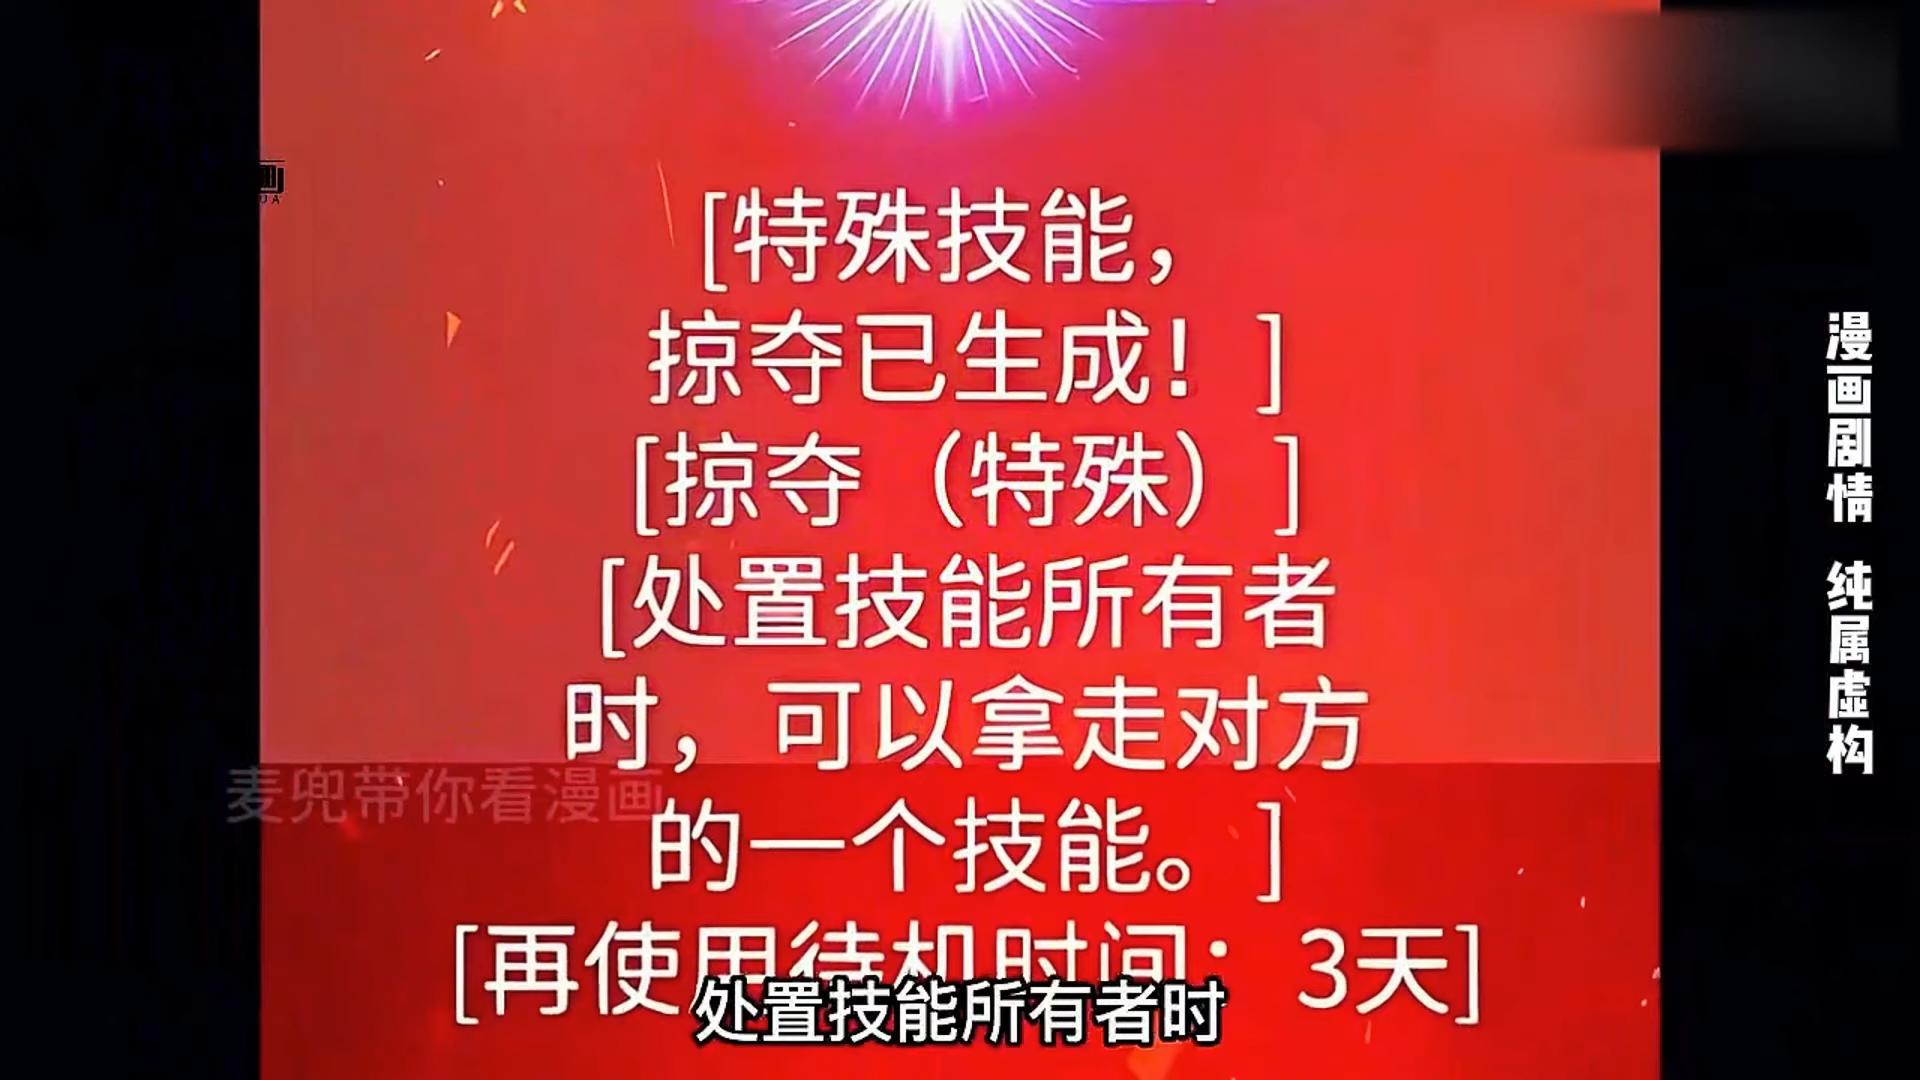 画
UA
[特殊技能，
掠夺已生成！]
[掠夺（特殊）]
[处置技能所有者
时，可以拿走对方
的一个技能。]
[再使用待机时间：3天]
处置技能所有者时
麦兜带你看漫画
漫画剧情 纯属虚构